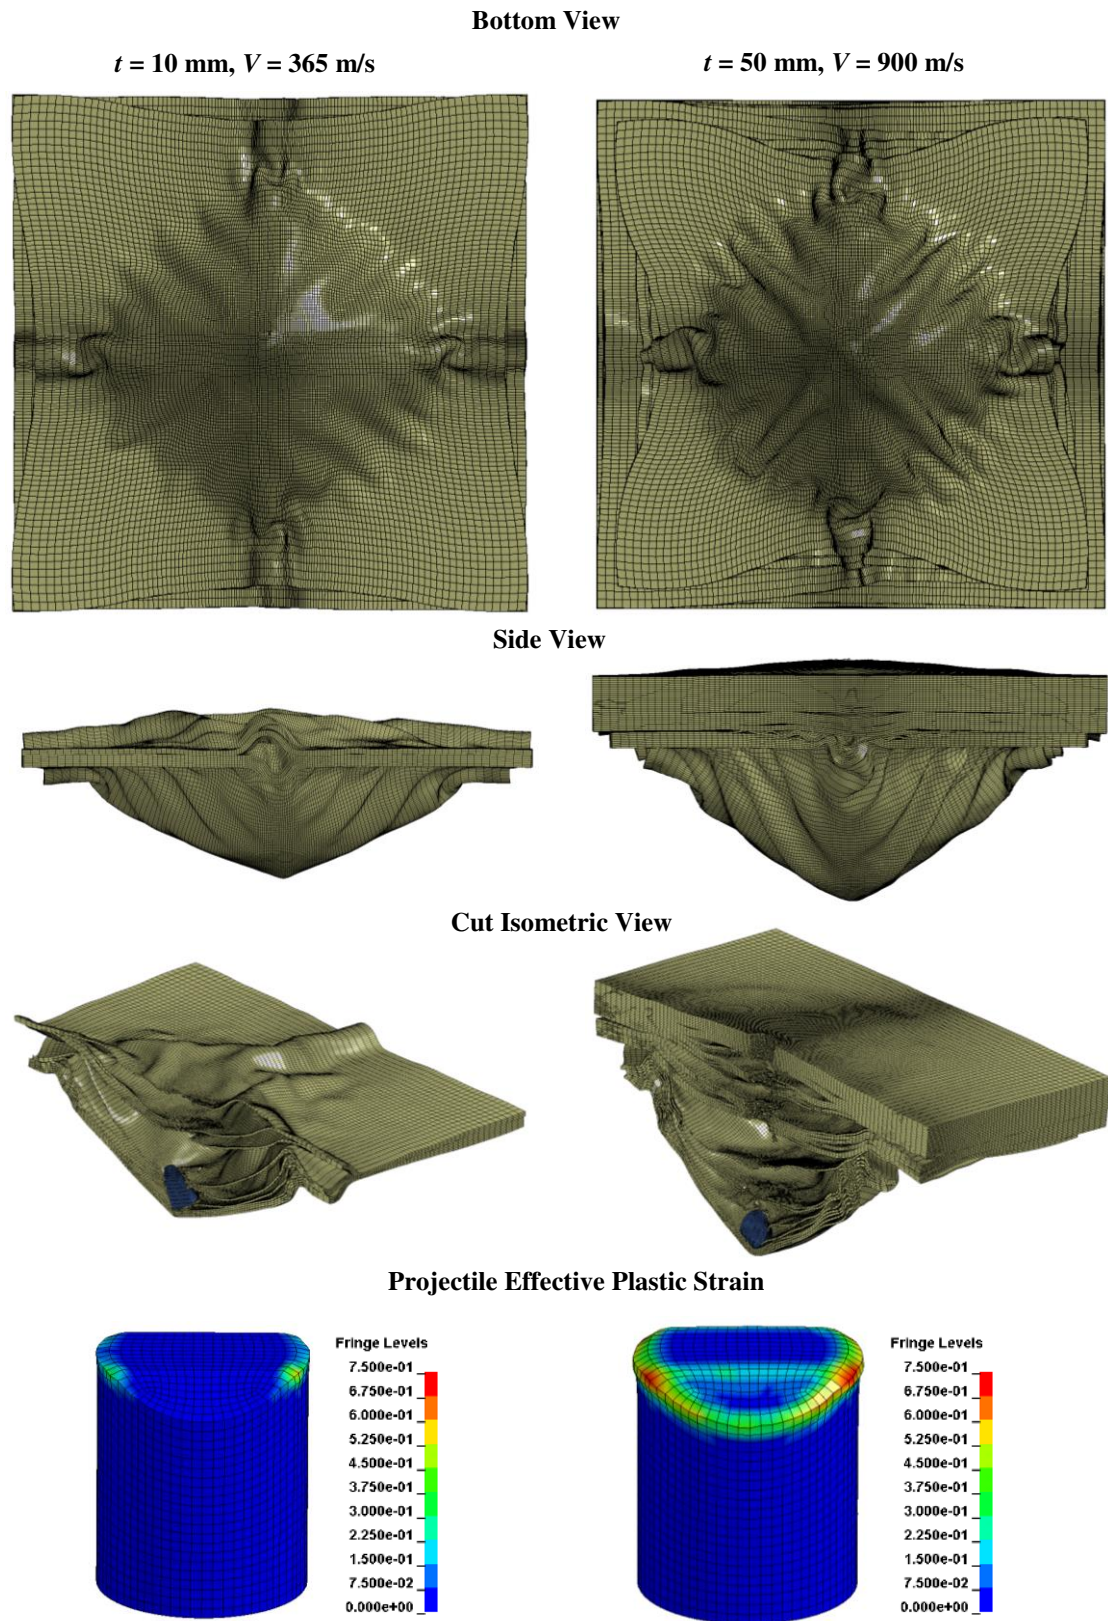 Bottom View
t = 10 mm, V = 365 m/s
t = 50 mm, V = 900 m/s
Side View
Cut Isometric View
Projectile Effective Plastic Strain
Fringe Levels
7.500e-01
6.750e-01
6.000e-01
5.250e-01
4.500e-01
3.750e-01
3.000e-01
2.250e-01
1.500e-01
7.500e-02
0.000e+00
Fringe Levels
7.500e-01
6.750e-01
6.000e-01
5.250e-01
4.500e-01
3.750e-01
3.000e-01
2.250e-01
1.500e-01
7.500e-02
0.000e+00